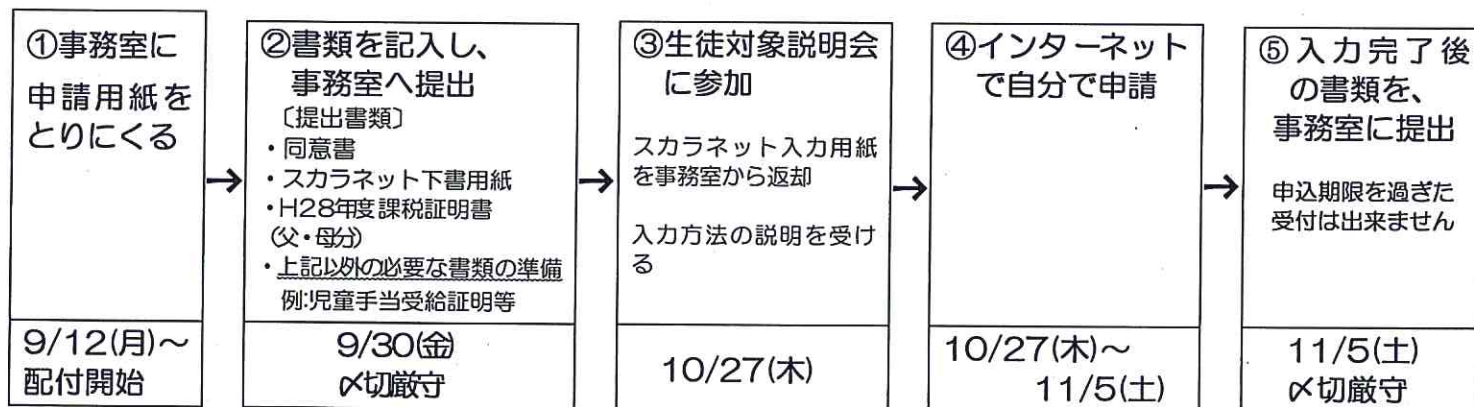 ①事務室に
申請用紙を
とりにくる
9/12(月)～
配付開始
→
②書類を記入し、
事務室へ提出
〔提出書類〕
・同意書
・スカラネット下書用紙
・H28年度課税証明書
(父・母分)
・上記以外の必要な書類の準備
例:児童手当受給証明等
9/30(金)
〆切厳守
→
③生徒対象説明会
に参加
スカラネット入力用紙
を事務室から返却
入力方法の説明を受け
る
10/27(木)
→
④インターネット
で自分で申請
10/27(木)～
11/5(土)
→
⑤入力完了後
の書類を、
事務室に提出
申込期限を過ぎた
受付は出来ません
11/5(土)
〆切厳守